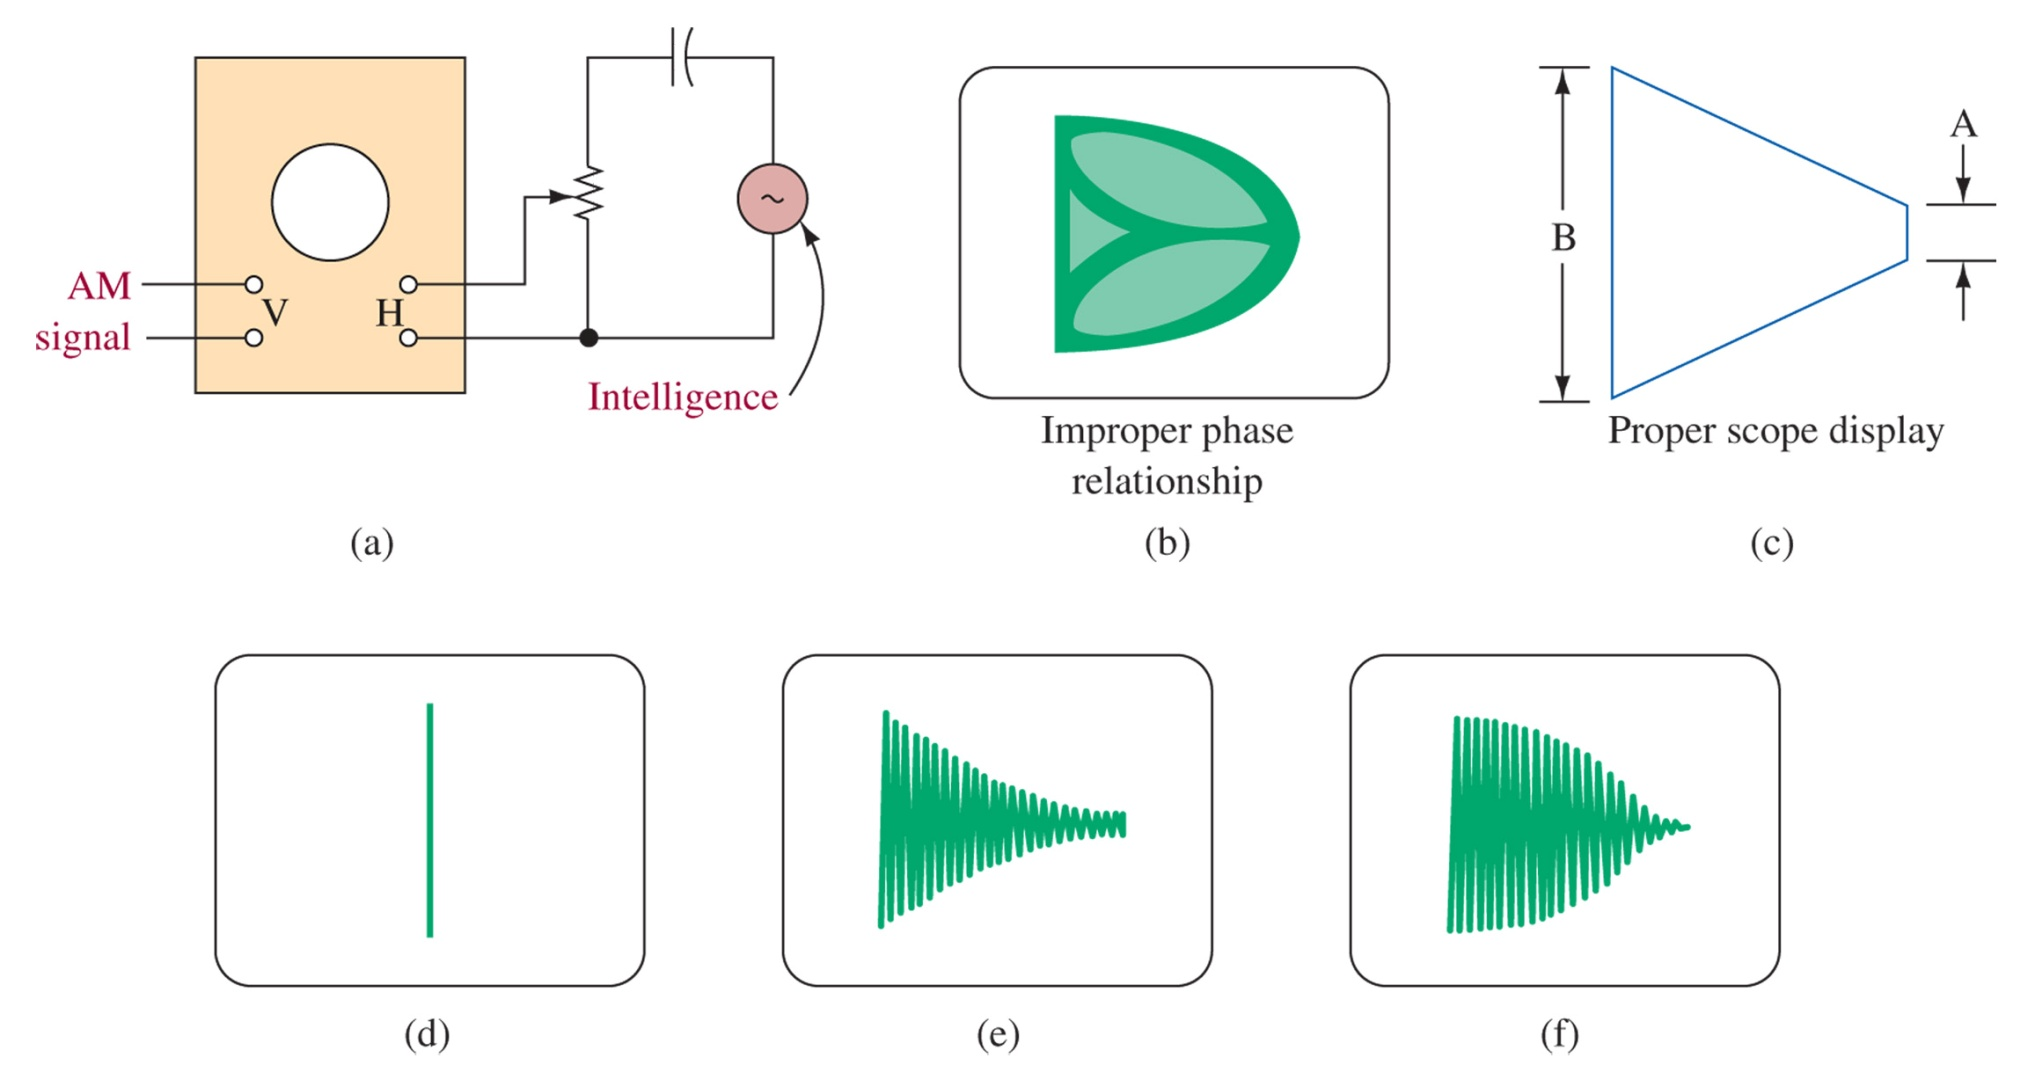 AM
signal
V
H
Intelligence
(a)
Improper phase
relationship
(b)
B
A
Proper scope display
(c)
(d)
(e)
(f)